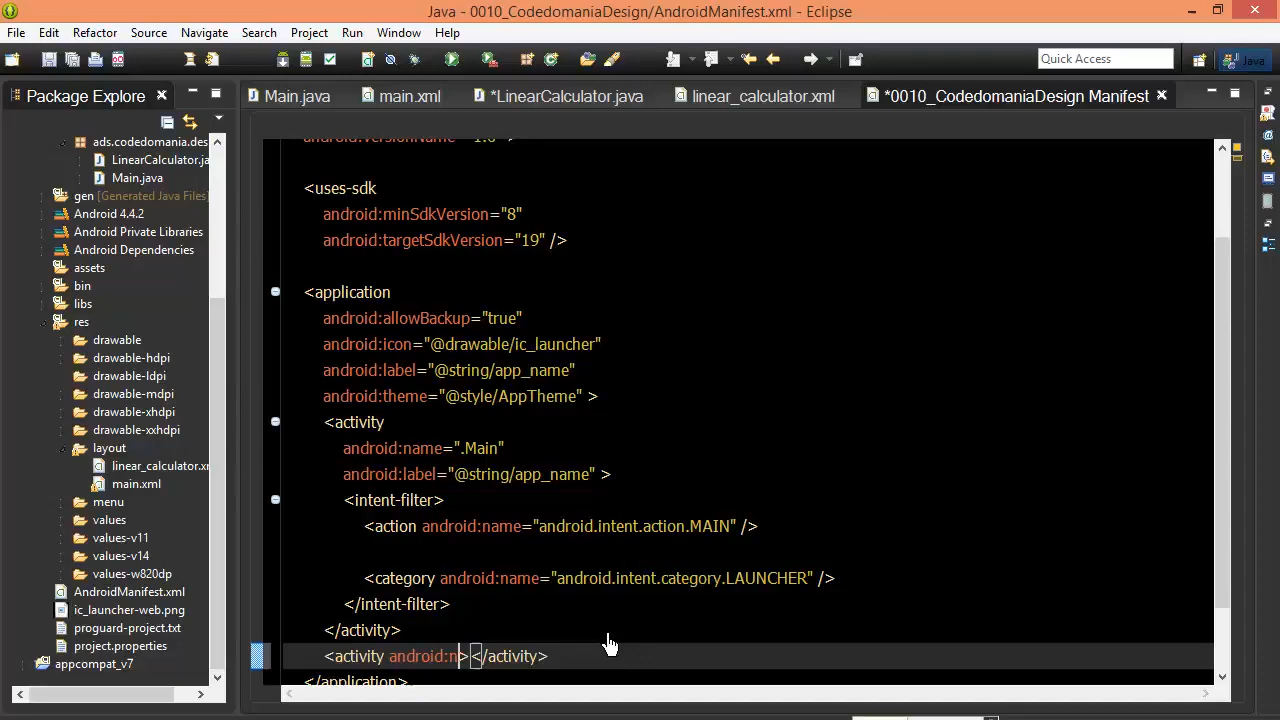 Java - 0010_CodedomaniaDesign/AndroidManifest.xml - Eclipse
File Edit Refactor Source Navigate Search Project Run Window Help
Quick Access
Java
Package Explore
Main.java
main.xml
*LinearCalculator.java
linear_calculator.xml
*0010_CodedomaniaDesign Manifest
ads.codedomania.des
LinearCalculator.ja
Main.java
gen [Generated Java Files]
Android 4.4.2
Android Private Libraries
Android Dependencies
assets
bin
libs
res
drawable
drawable-hdpi
drawable-ldpi
drawable-mdpi
drawable-xhdpi
drawable-xxhdpi
layout
linear_calculator.xm
main.xml
menu
values
values-v11
values-v14
values-w820dp
AndroidManifest.xml
ic_launcher-web.png
proguard-project.txt
project.properties
appcompat_v7
android:versionName="1.0" >
<uses-sdk
android:minSdkVersion="8"
android:targetSdkVersion="19" />
<application
android:allowBackup="true"
android:icon="@drawable/ic_launcher"
android:label="@string/app_name"
android:theme="@style/AppTheme" >
<activity
android:name=".Main"
android:label="@string/app_name" >
<intent-filter>
<action android:name="android.intent.action.MAIN" />
<category android:name="android.intent.category.LAUNCHER" />
</intent-filter>
</activity>
<activity android:n></activity>
</application>